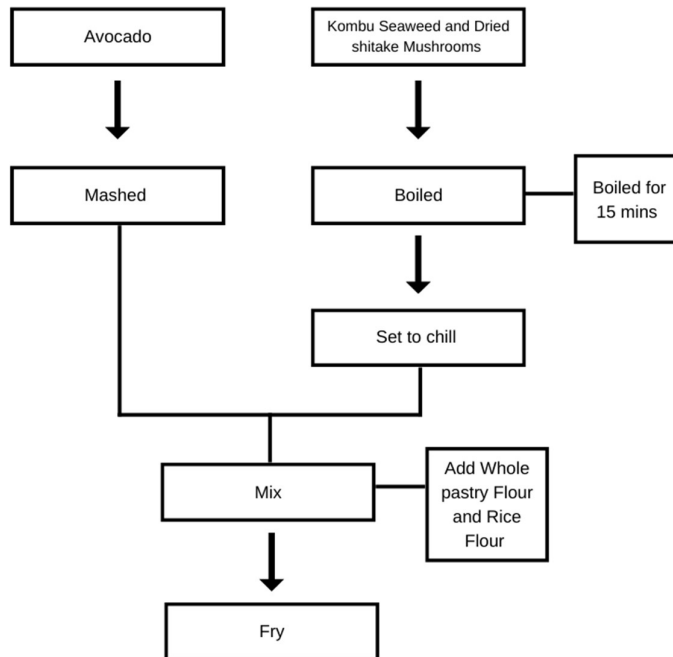 Avocado
Kombu Seaweed and Dried
shitake Mushrooms
Mashed
Boiled
Boiled for
15 mins
Set to chill
Mix
Add Whole
pastry Flour
and Rice
Flour
Fry